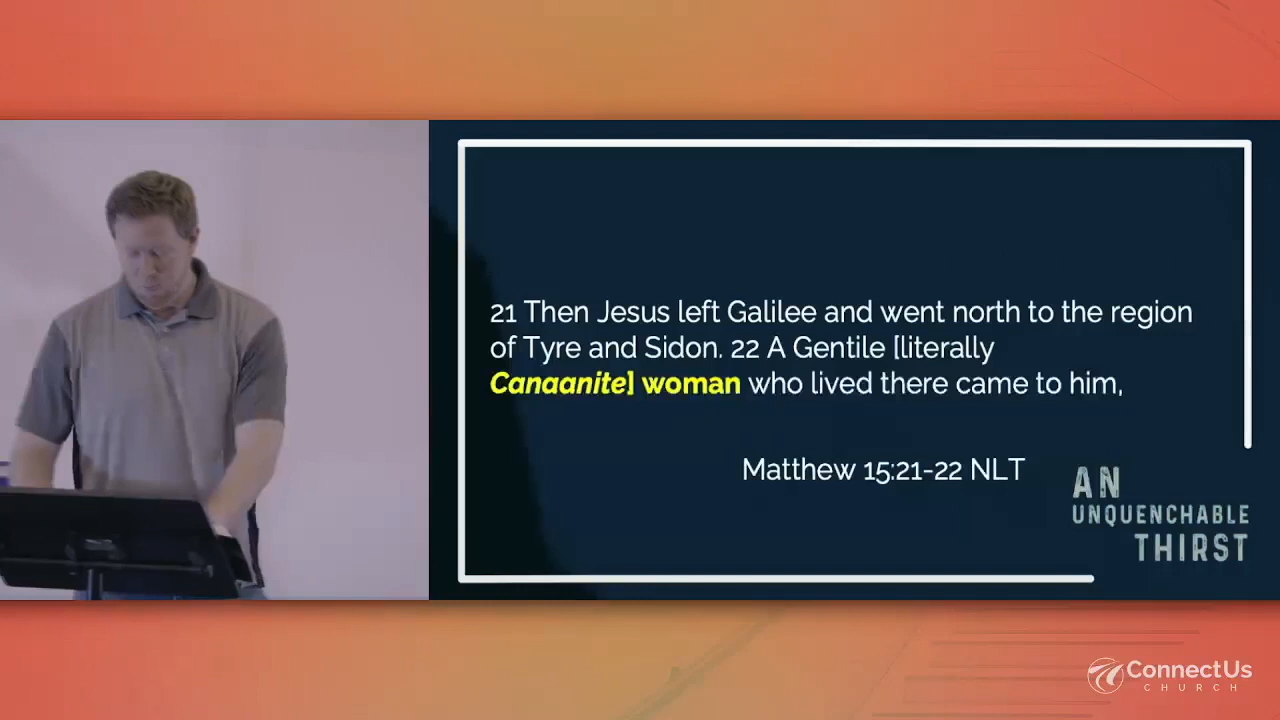 21 Then Jesus left Galilee and went north to the region
of Tyre and Sidon. 22 A Gentile [literally
Canaanite] woman who lived there came to him,
Matthew 15:21-22 NLT
AN
UNQUENCHABLE
THIRST
ConnectUs
CHURCH